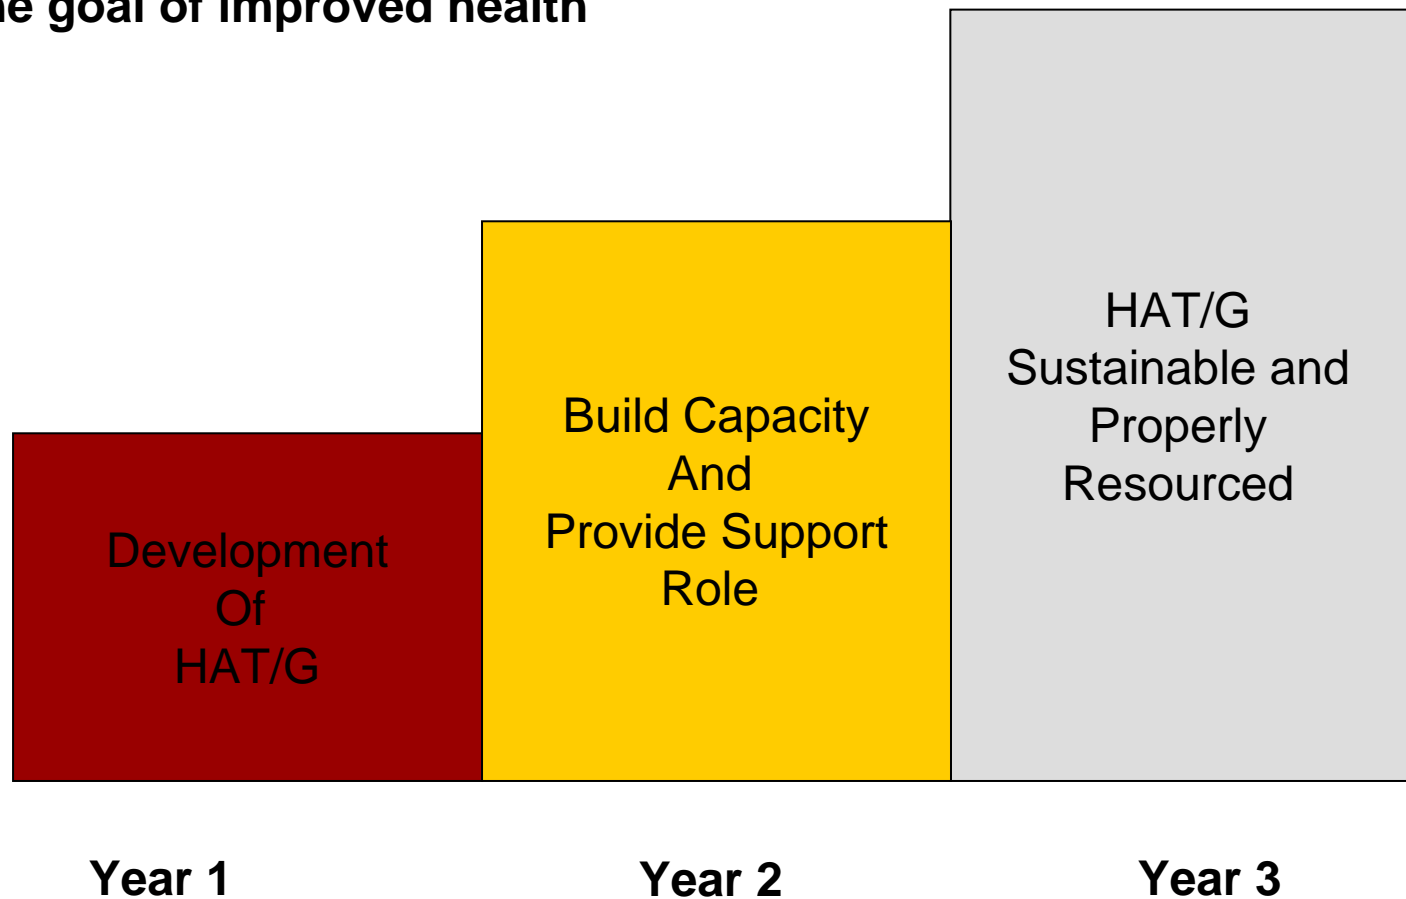 goal of improved health
Development
Of
HAT/G
Build Capacity
And
Provide Support
Role
HAT/G
Sustainable and
Properly
Resourced
Year 1
Year 2
Year 3